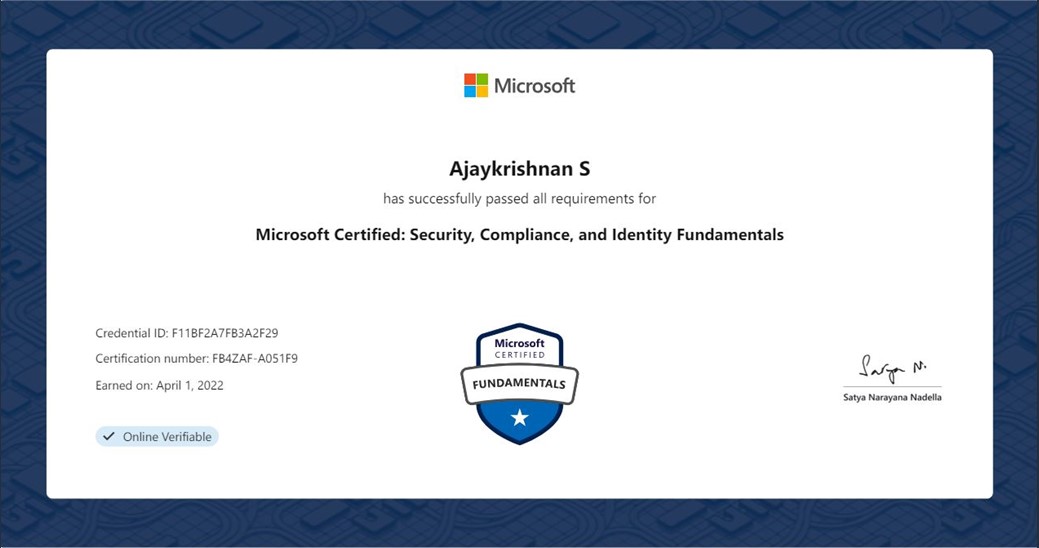 Microsoft
Ajaykrishnan S
has successfully passed all requirements for
Microsoft Certified: Security, Compliance, and Identity Fundamentals
Credential ID: F11BF2A7FB3A2F29
Certification number: FB4ZAF-A051F9
Earned on: April 1, 2022
Online Verifiable
Microsoft
CERTIFIED
FUNDAMENTALS
Satya N.
Satya Narayana Nadella